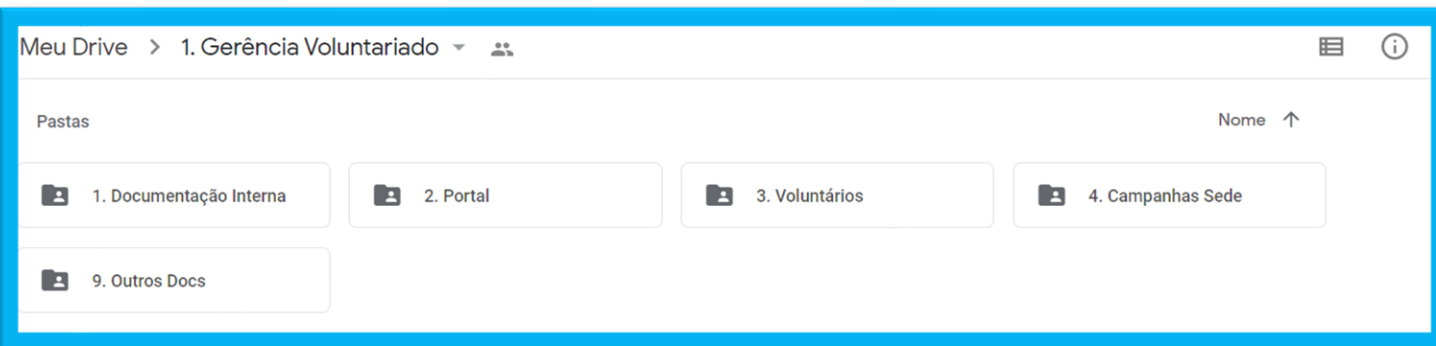 Meu Drive > 1. Gerência Voluntariado
Pastas
Nome ↑
1. Documentação Interna
2. Portal
3. Voluntários
4. Campanhas Sede
9. Outros Docs